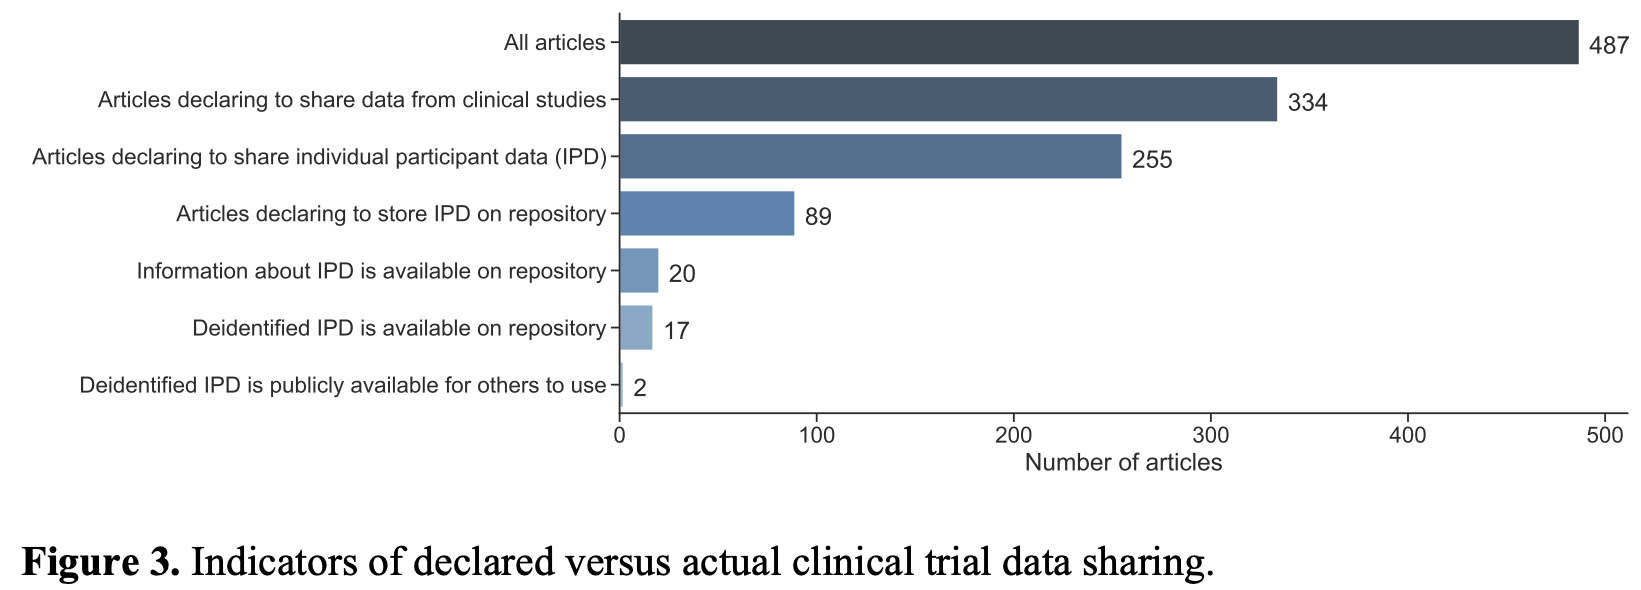 All articles 487
Articles declaring to share data from clinical studies 334
Articles declaring to share individual participant data (IPD) 255
Articles declaring to store IPD on repository 89
Information about IPD is available on repository 20
Deidentified IPD is available on repository 17
Deidentified IPD is publicly available for others to use 2
0 100 200 300 400 500
Number of articles
Figure 3. Indicators of declared versus actual clinical trial data sharing.